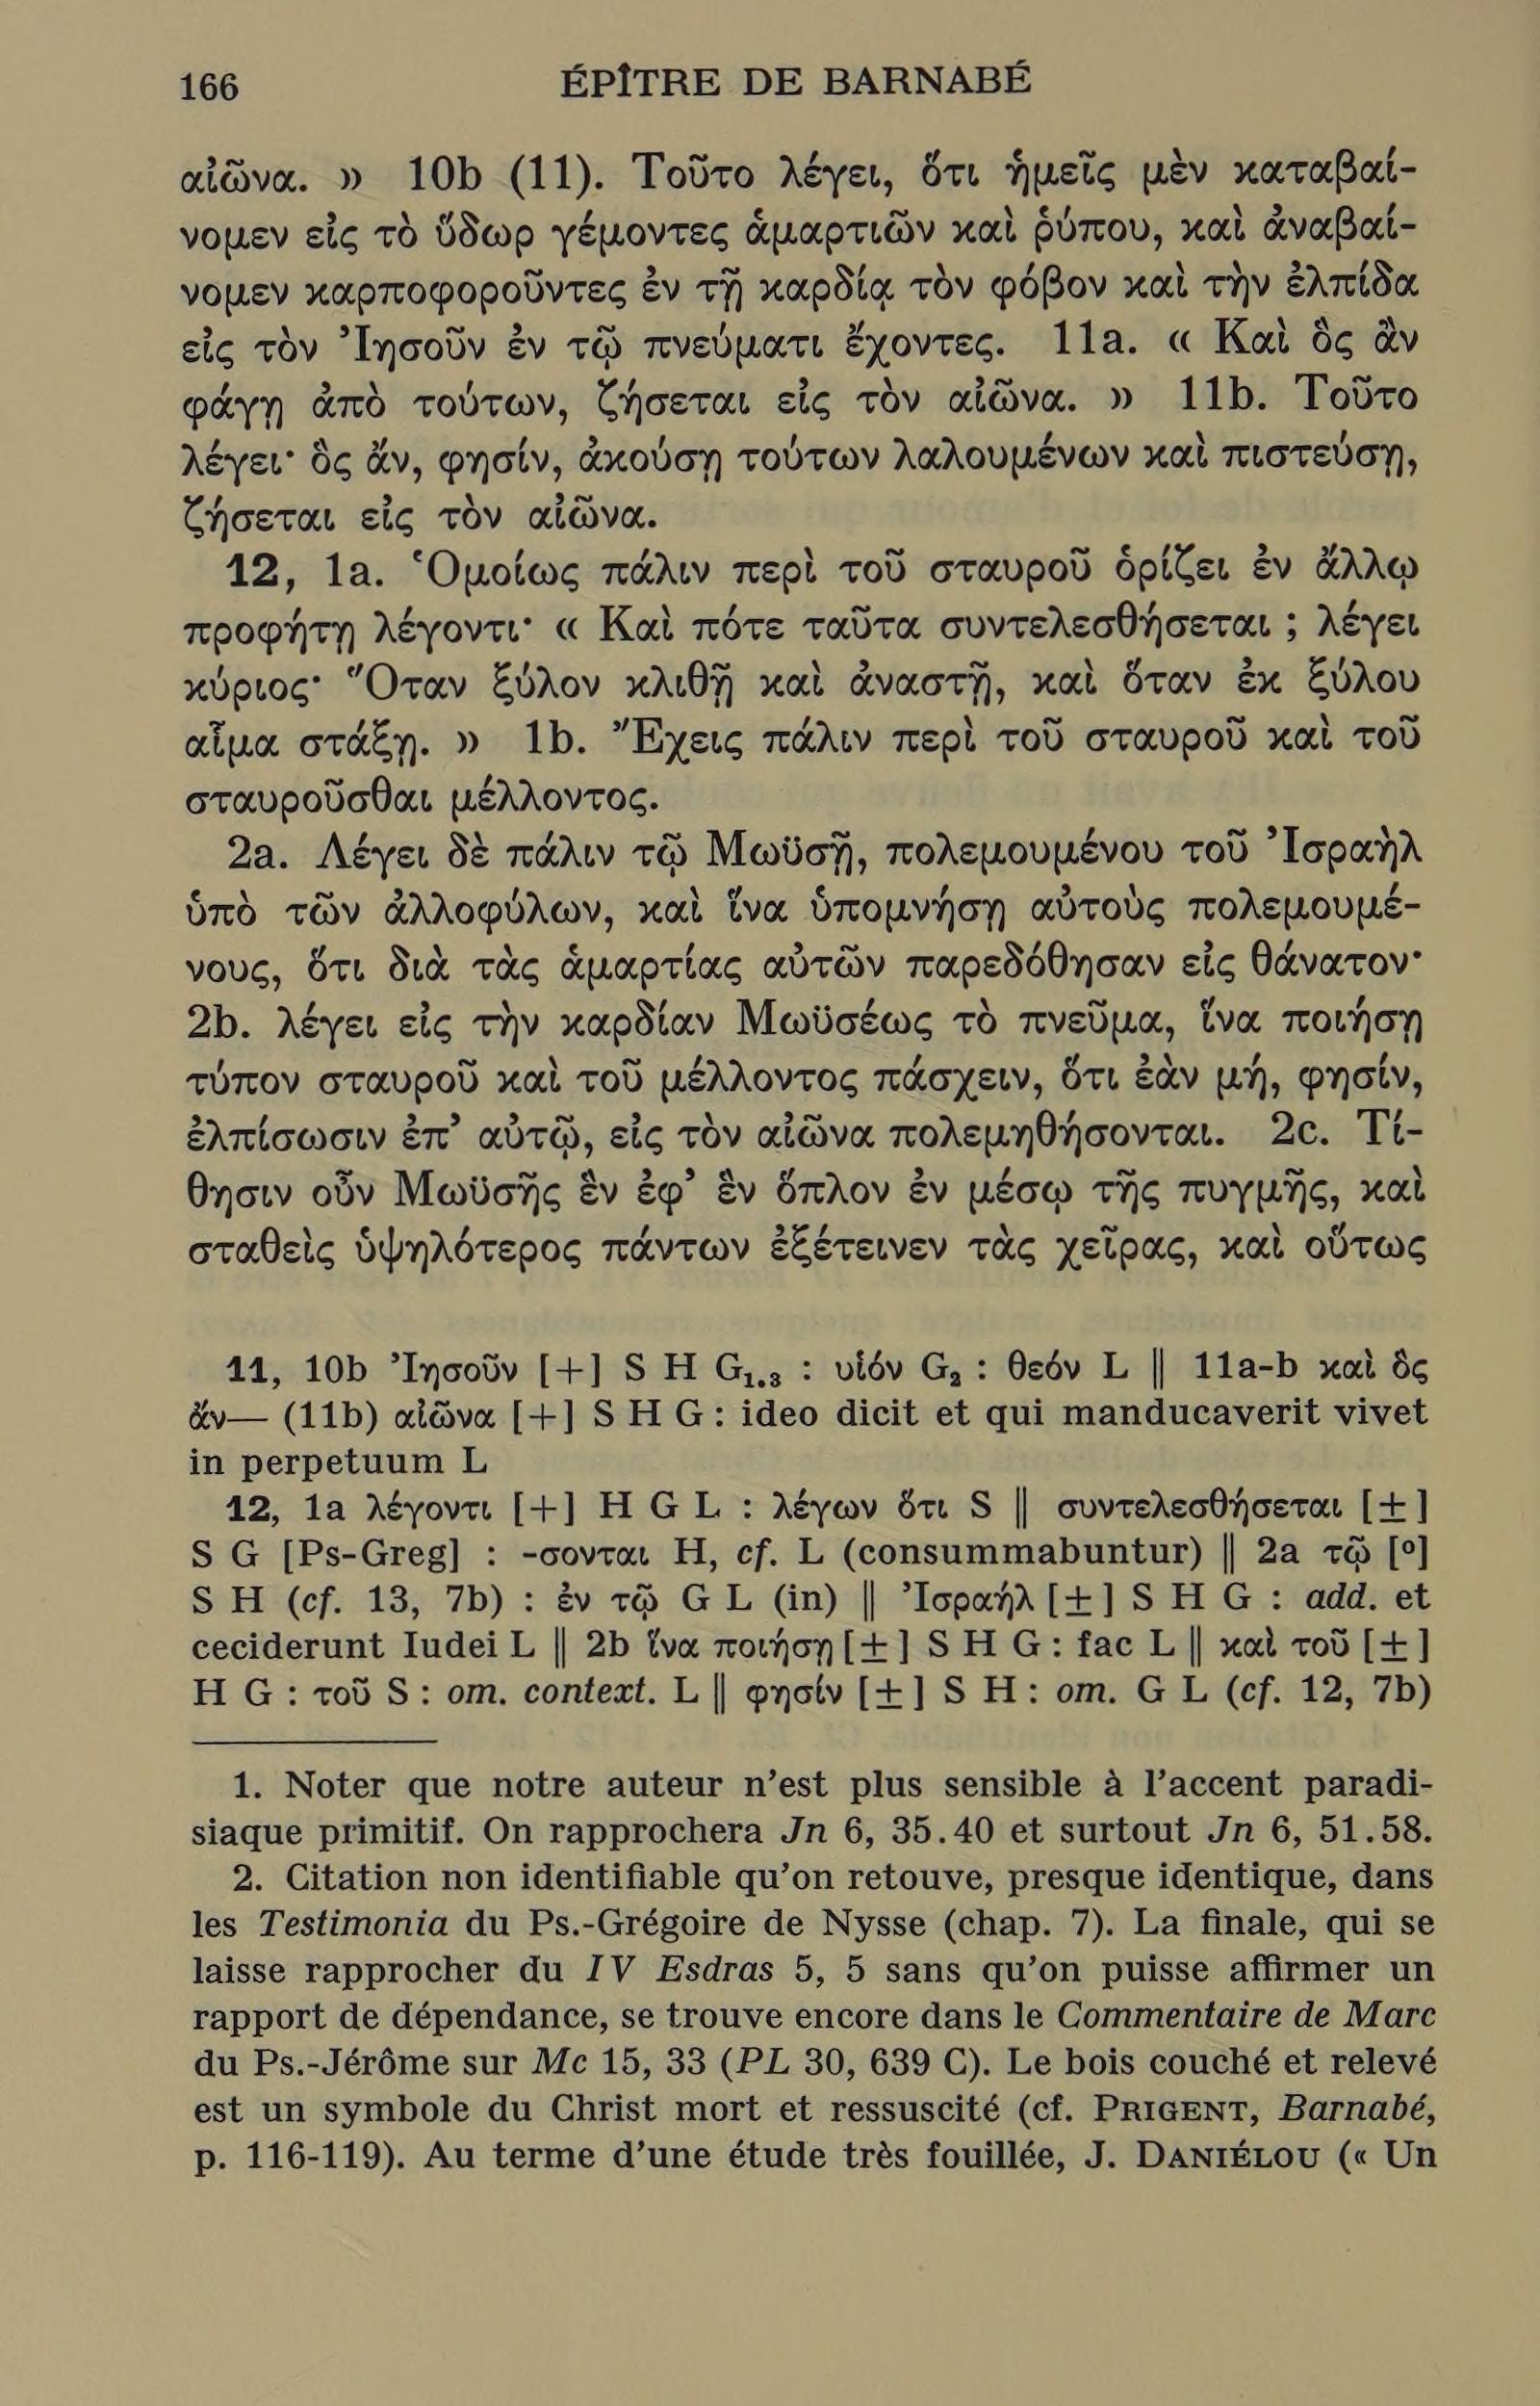 166
ÉPÎTRE DE BARNABÉ
αἰῶνα. » 10b (11). Τοῦτο λέγει, ὅτι ἡμεῖς μὲν καταβαί-
νομεν εἰς τὸ ὕδωρ γέμοντες ἁμαρτιῶν καὶ ῥύπου, καὶ ἀναβαί-
νομεν καρποφοροῦντες ἐν τῇ καρδίᾳ τὸν φόβον καὶ τὴν ἐλπίδα
εἰς τὸν Ἰησοῦν ἐν τῷ πνεύματι ἔχοντες. 11a. « Καὶ ὃς ἂν
φάγῃ ἀπὸ τούτων, ζήσεται εἰς τὸν αἰῶνα. » 11b. Τοῦτο
λέγει· ὃς ἄν, φησίν, ἀκούσῃ τούτων λαλουμένων καὶ πιστεύσῃ,
ζήσεται εἰς τὸν αἰῶνα.
12, 1a. Ὁμοίως πάλιν περὶ τοῦ σταυροῦ ὁρίζει ἐν ἄλλῳ
προφήτῃ λέγοντι· « Καὶ πότε ταῦτα συντελεσθήσεται ; λέγει
κύριος· Ὅταν ξύλον κλιθῇ καὶ ἀναστῇ, καὶ ὅταν ἐκ ξύλου
αἷμα στάξῃ. » 1b. Ἔχεις πάλιν περὶ τοῦ σταυροῦ καὶ τοῦ
σταυροῦσθαι μέλλοντος.
2a. Λέγει δὲ πάλιν τῷ Μωϋσῇ, πολεμουμένου τοῦ Ἰσραὴλ
ὑπὸ τῶν ἀλλοφύλων, καὶ ἵνα ὑπομνήσῃ αὐτοὺς πολεμουμέ-
νους, ὅτι διὰ τὰς ἁμαρτίας αὐτῶν παρεδόθησαν εἰς θάνατον·
2b. λέγει εἰς τὴν καρδίαν Μωϋσέως τὸ πνεῦμα, ἵνα ποιήσῃ
τύπον σταυροῦ καὶ τοῦ μέλλοντος πάσχειν, ὅτι ἐὰν μή, φησίν,
ἐλπίσωσιν ἐπ’ αὐτῷ, εἰς τὸν αἰῶνα πολεμηθήσονται. 2c. Τί-
θησιν οὖν Μωϋσῆς ἓν ἐφ’ ἓν ὅπλον ἐν μέσῳ τῆς πυγμῆς, καὶ
σταθεὶς ὑψηλότερος πάντων ἐξέτεινεν τὰς χεῖρας, καὶ οὕτως
11, 10b Ἰησοῦν [+] S H G₁.₃ : υἱόν G₂ : θεόν L || 11a-b καὶ ὃς
ἄν— (11b) αἰῶνα [+] S H G : ideo dicit et qui manducaverit vivet
in perpetuum L
12, 1a λέγοντι [+] H G L : λέγων ὅτι S || συντελεσθήσεται [±]
S G [Ps-Greg] : -σονται H, cf. L (consummabuntur) || 2a τῷ [º]
S H (cf. 13, 7b) : ἐν τῷ G L (in) || Ἰσραήλ [±] S H G : add. et
ceciderunt Iudei L || 2b ἵνα ποιήσῃ [±] S H G : fac L || καὶ τοῦ [±]
H G : τοῦ S : om. context. L || φησίν [±] S H : om. G L (cf. 12, 7b)
1. Noter que notre auteur n’est plus sensible à l’accent paradi-
siaque primitif. On rapprochera Jn 6, 35.40 et surtout Jn 6, 51.58.
2. Citation non identifiable qu’on retouve, presque identique, dans
les Testimonia du Ps.-Grégoire de Nysse (chap. 7). La finale, qui se
laisse rapprocher du IV Esdras 5, 5 sans qu’on puisse affirmer un
rapport de dépendance, se trouve encore dans le Commentaire de Marc
du Ps.-Jérôme sur Mc 15, 33 (PL 30, 639 C). Le bois couché et relevé
est un symbole du Christ mort et ressuscité (cf. PRIGENT, Barnabé,
p. 116-119). Au terme d’une étude très fouillée, J. DANIÉLOU (« Un